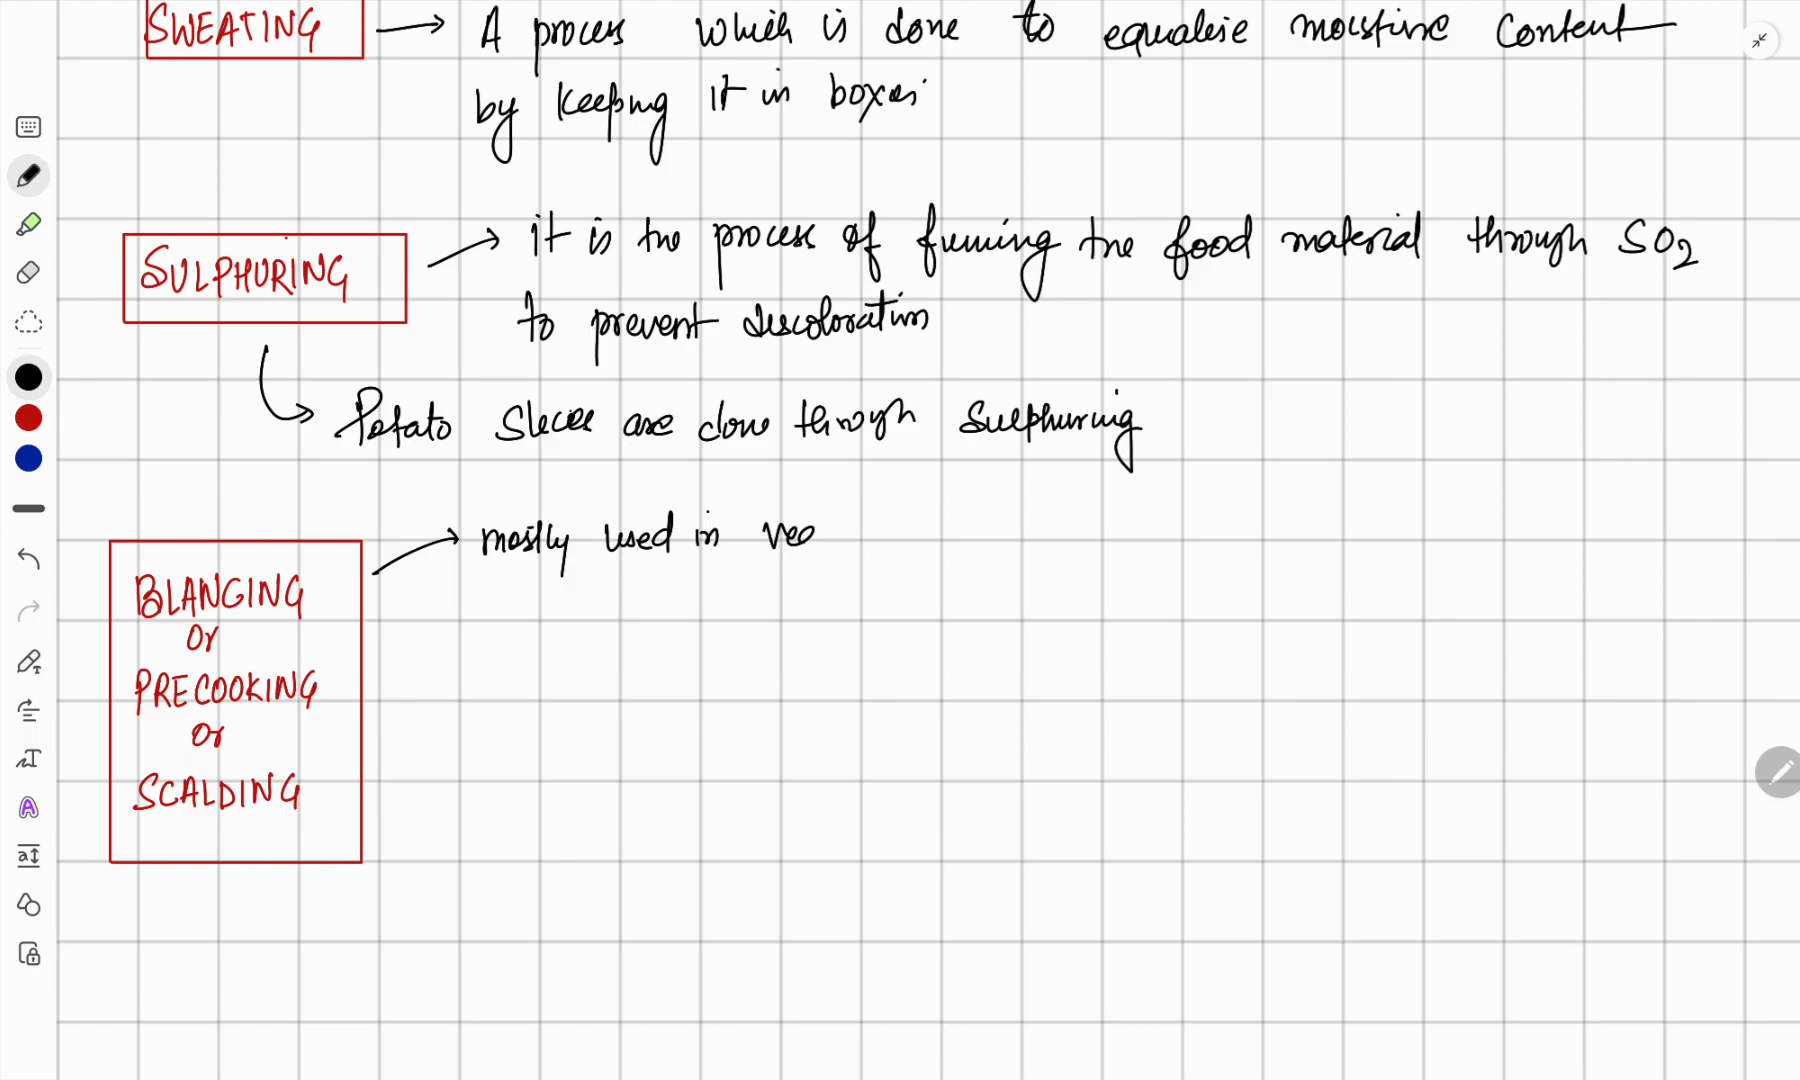 SWEATING → A process which is done to equalise moisture content
by keeping it in boxes
SULPHURING → it is the process of fuming the food material through SO2
to prevent discoloration
Potato slices are done through sulphuring
mostly used in veo
BLANGING
or
PRECOOKING
or
SCALDING